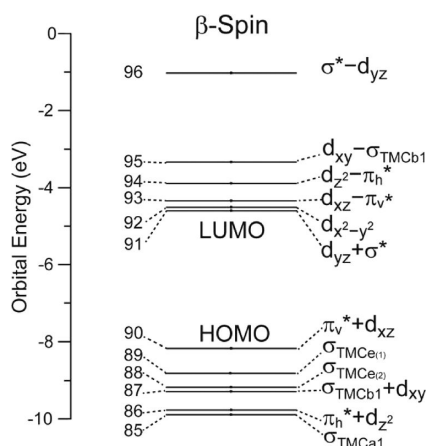 β-Spin
Orbital Energy (eV)
0
-2
-4
-6
-8
-10
96
σ*−dyz
95
dxy−σTMCb1
94
dz²−πh*
93
dxz−πv*
92
dx²−y²
91
dyz+σ*
LUMO
HOMO
90
πv*+dxz
89
σTMCe(1)
88
σTMCe(2)
87
σTMCb1+dxy
86
πh*+dz²
85
σTMCa1